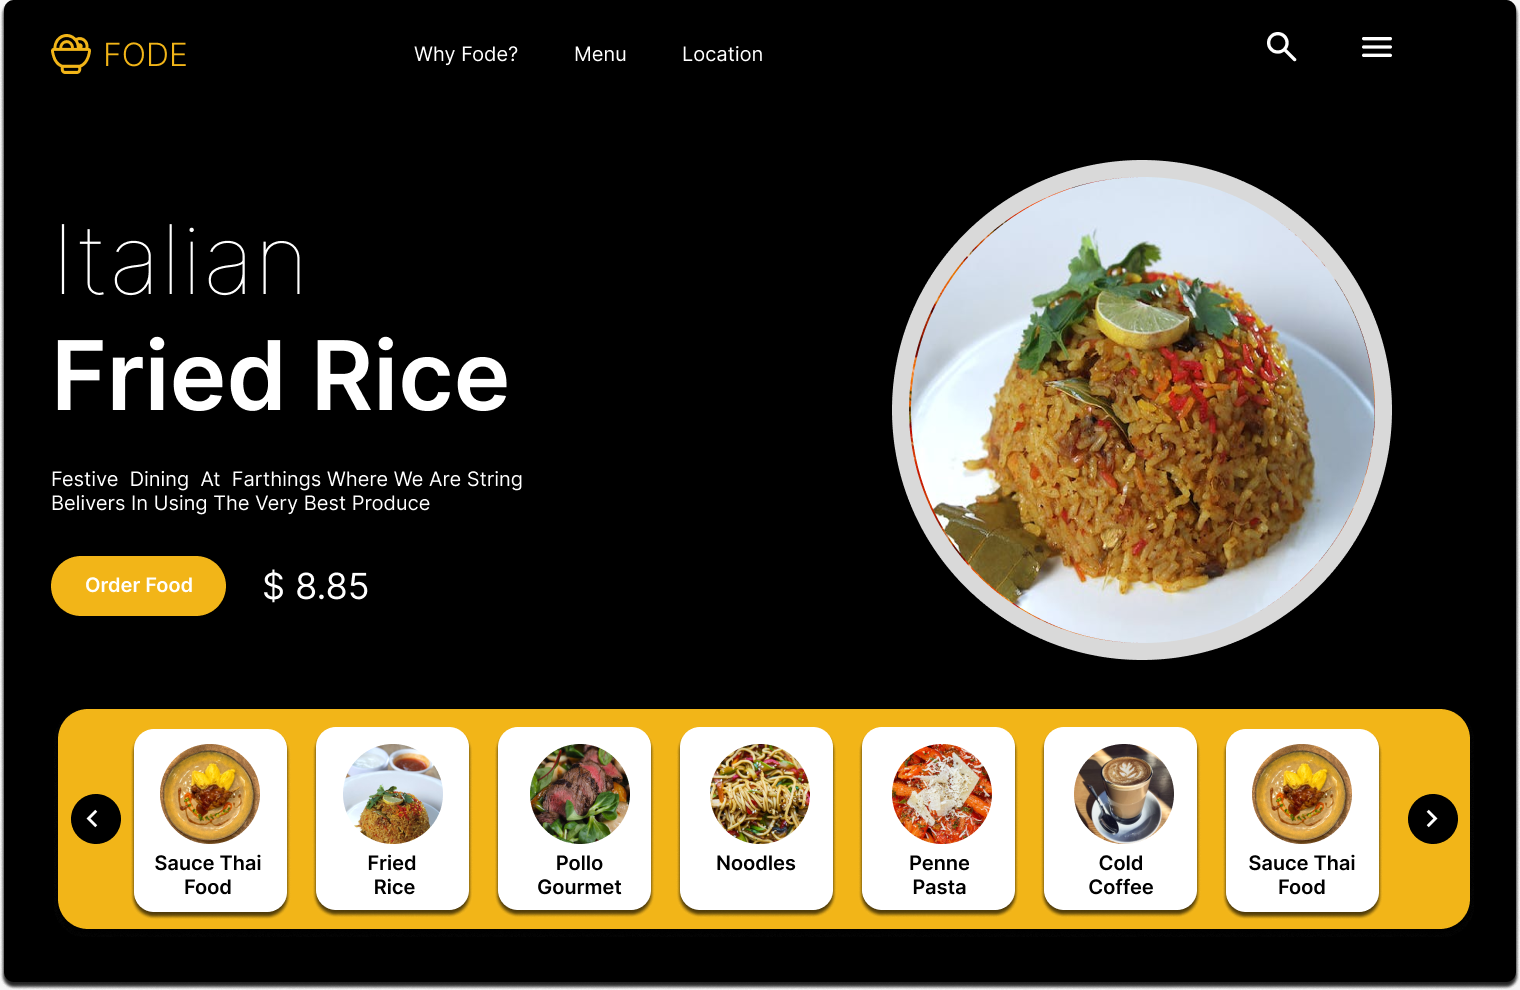 FODE
Why Fode?
Menu
Location
Italian
Fried Rice
Festive Dining At Farthings Where We Are String
Belivers In Using The Very Best Produce
Order Food
$ 8.85
Sauce Thai
Food
Fried
Rice
Pollo
Gourmet
Noodles
Penne
Pasta
Cold
Coffee
Sauce Thai
Food